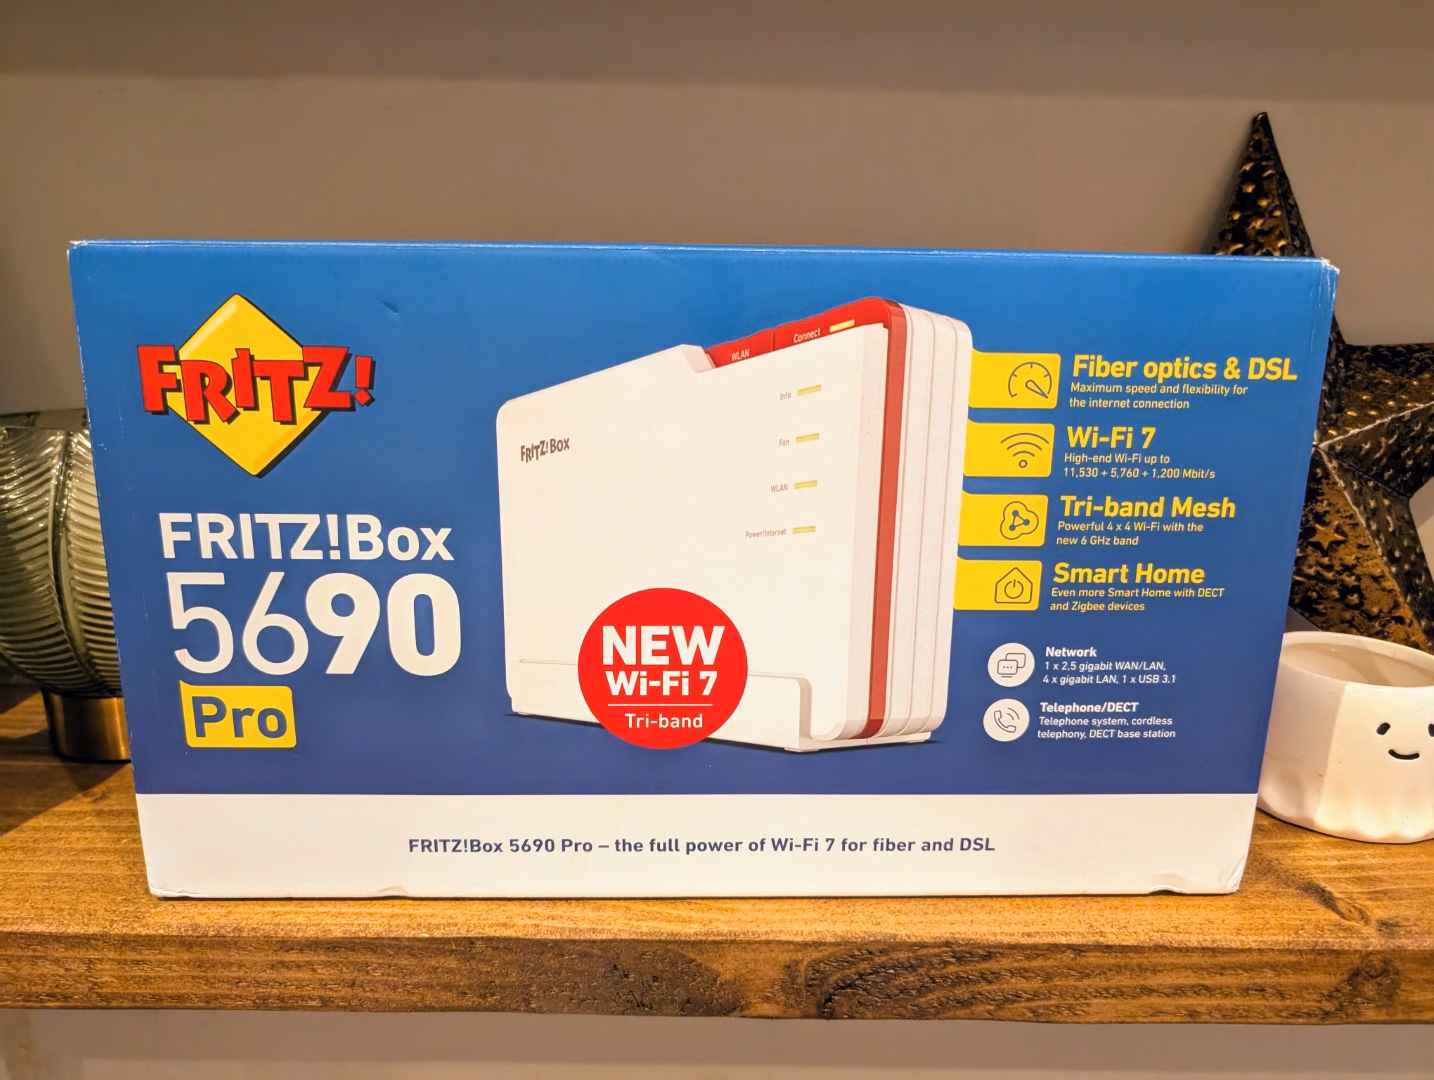 FRITZ!
FRITZ!Box
5690
Pro
FRITZ!Box
WLAN
Connect
Info
Fon
WLAN
Power/Internet
NEW
Wi-Fi 7
Tri-band
Fiber optics & DSL
Maximum speed and flexibility for
the internet connection
Wi-Fi 7
High-end Wi-Fi up to
11,530 + 5,760 + 1,200 Mbit/s
Tri-band Mesh
Powerful 4 x 4 Wi-Fi with the
new 6 GHz band
Smart Home
Even more Smart Home with DECT
and Zigbee devices
Network
1 x 2,5 gigabit WAN/LAN,
4 x gigabit LAN, 1 x USB 3.1
Telephone/DECT
Telephone system, cordless
telephony, DECT base station
FRITZ!Box 5690 Pro – the full power of Wi-Fi 7 for fiber and DSL